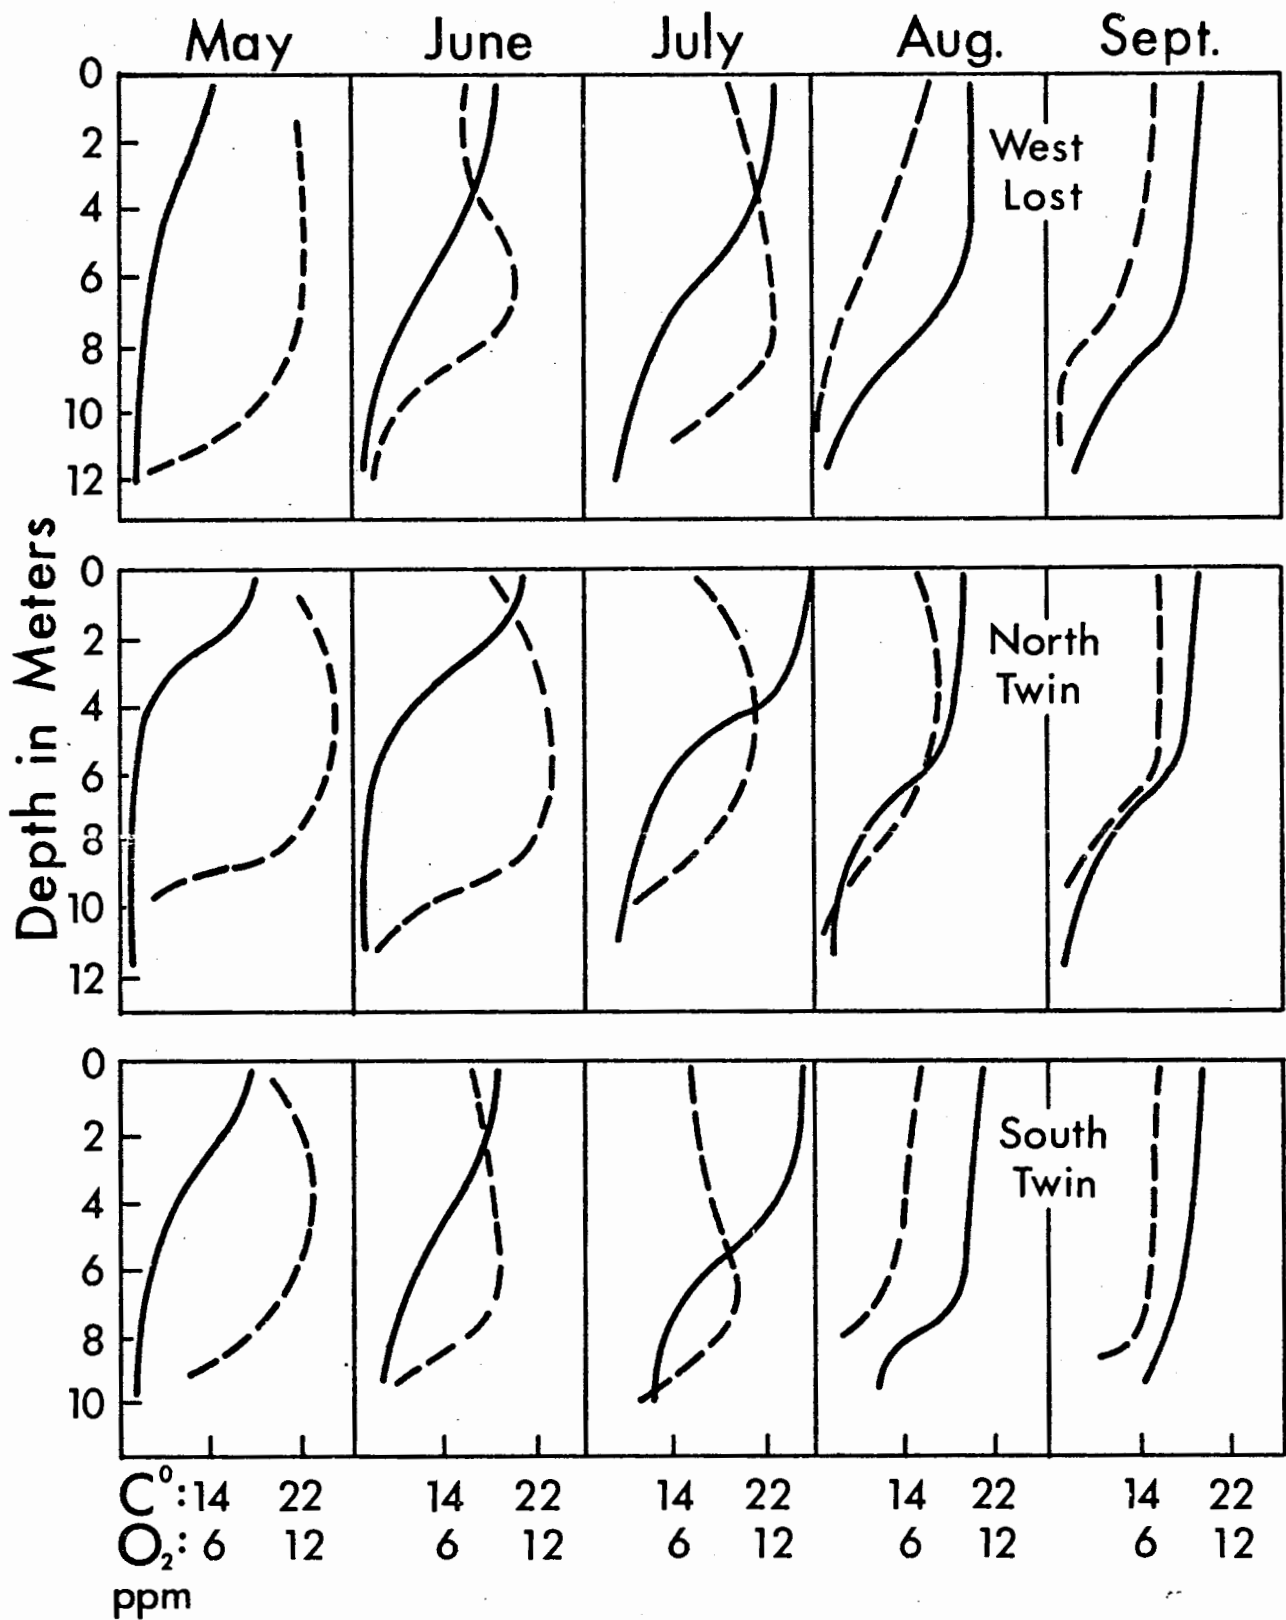 May June July Aug. Sept.
0
2
4
6
8
10
12
West
Lost
Depth in Meters
0
2
4
6
8
10
12
North
Twin
0
2
4
6
8
10
South
Twin
C°: 14 22 14 22 14 22 14 22 14 22
O₂: 6 12 6 12 6 12 6 12 6 12
ppm